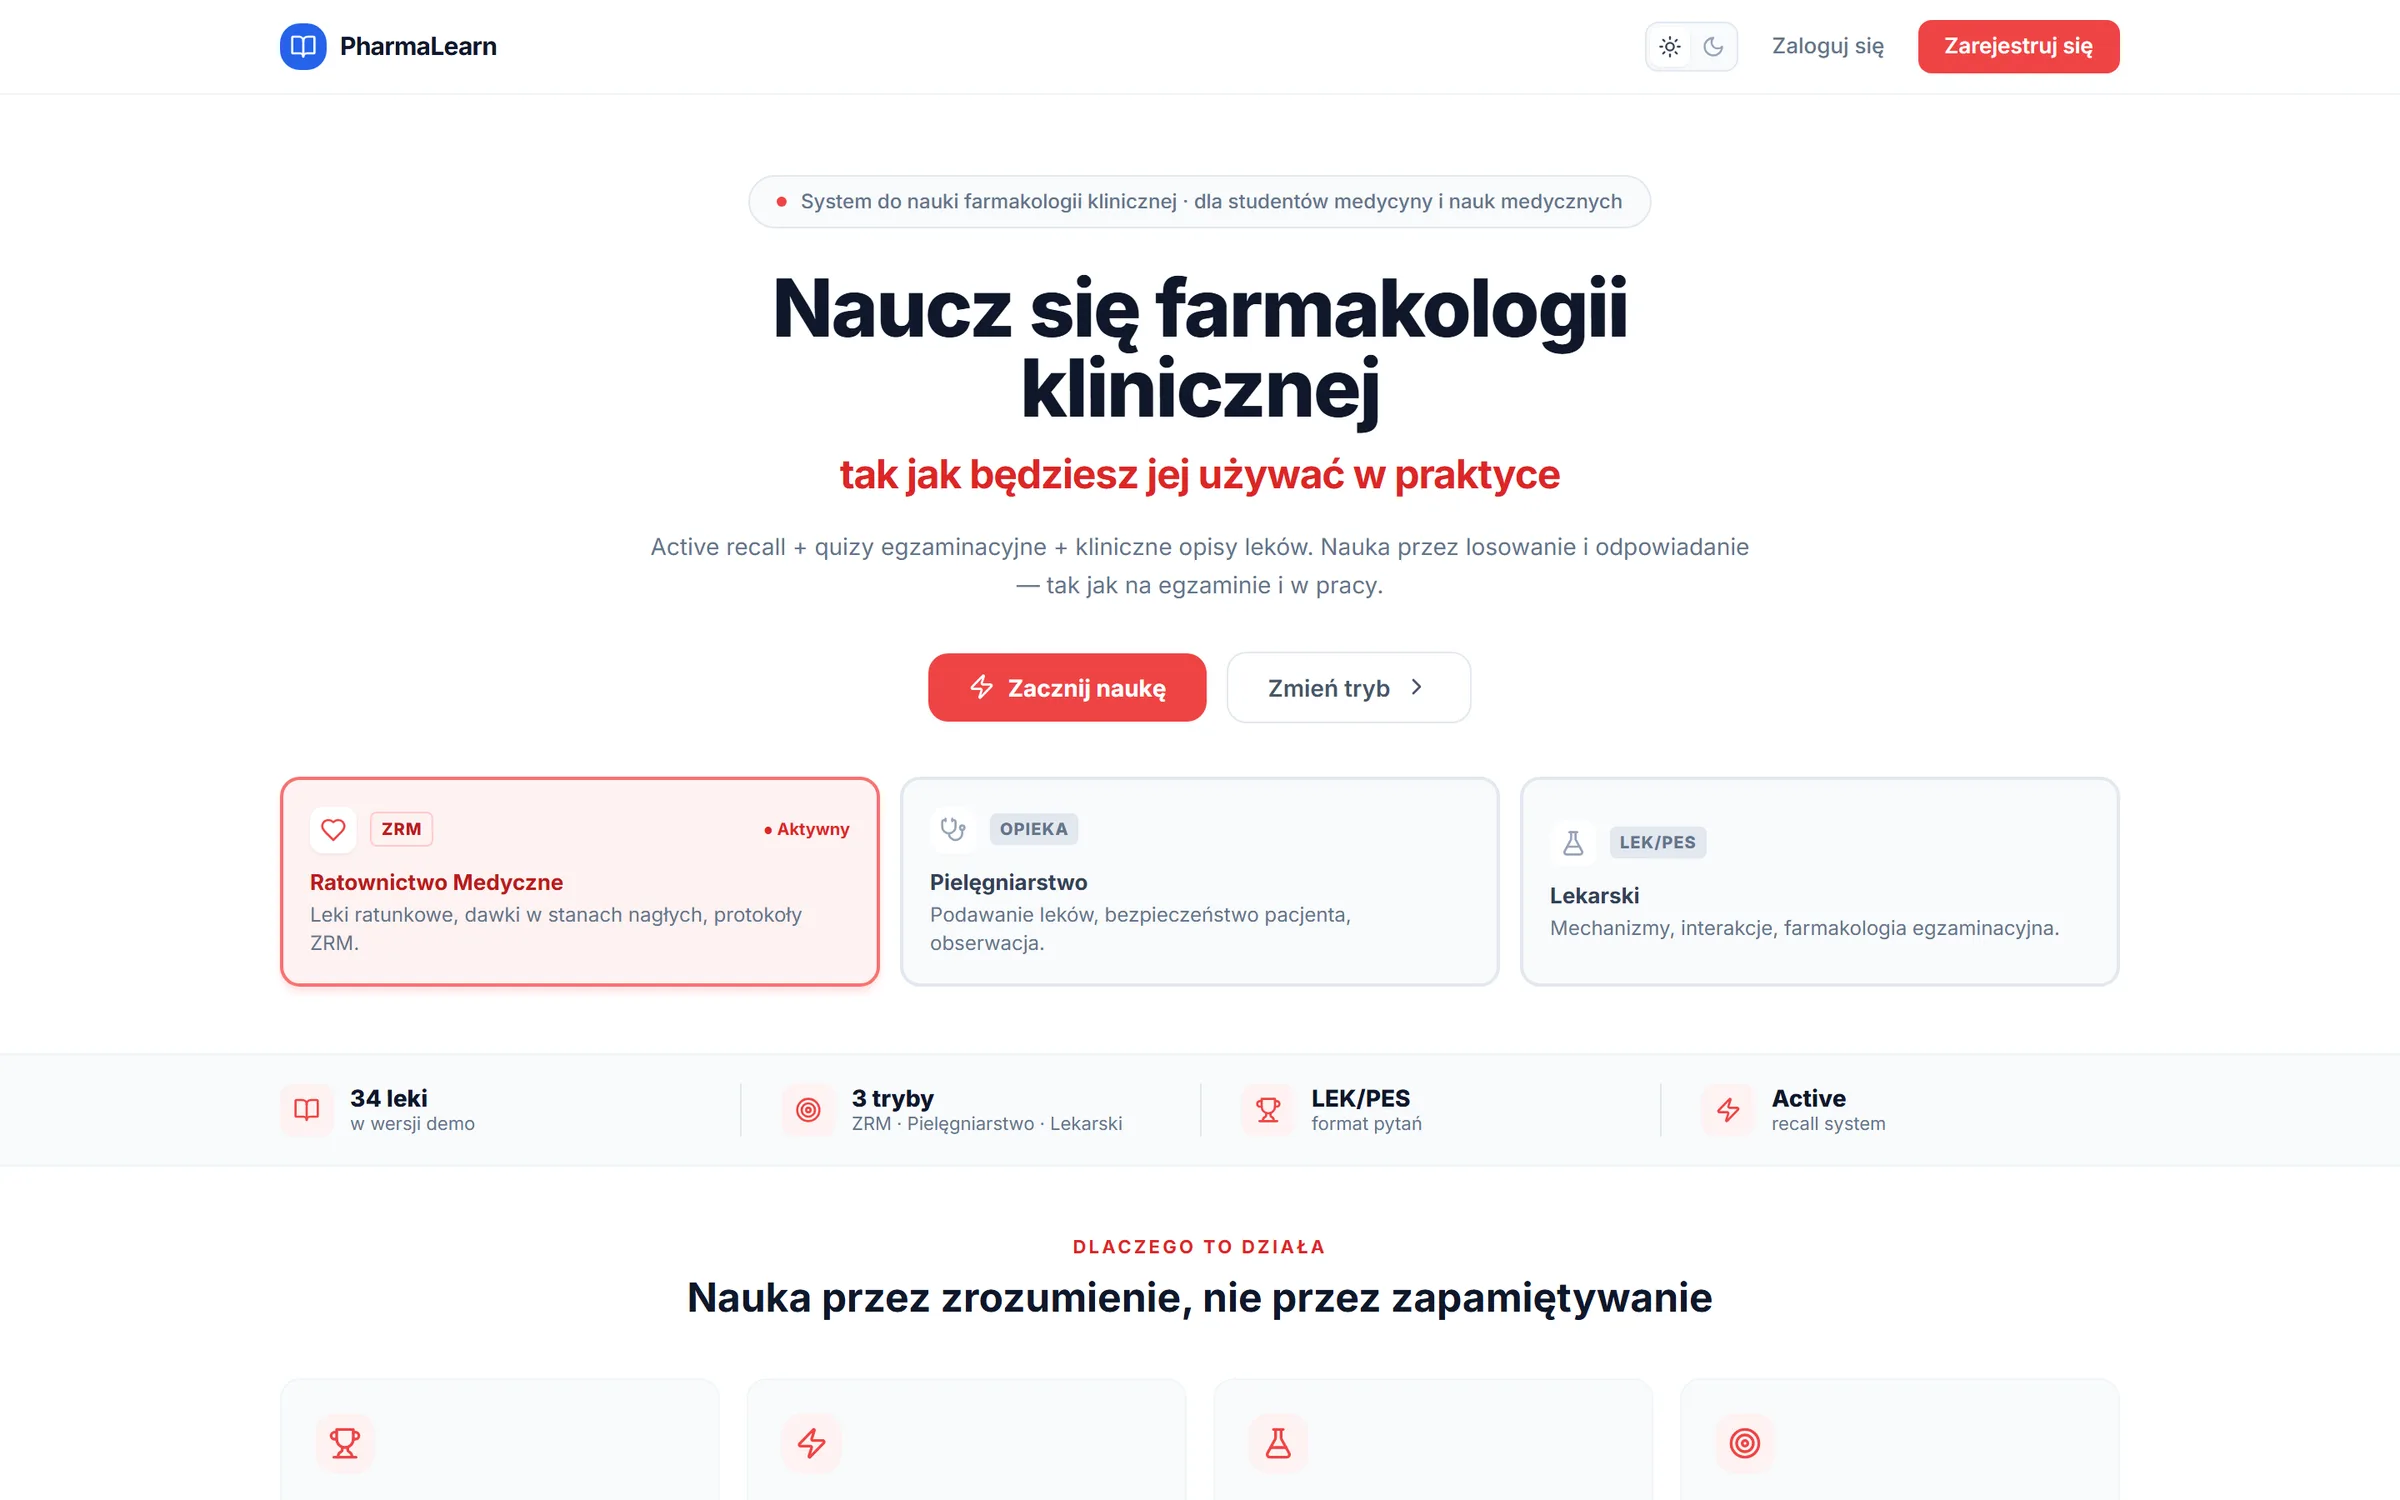 PharmaLearn
Zaloguj się
Zarejestruj się
System do nauki farmakologii klinicznej · dla studentów medycyny i nauk medycznych
Naucz się farmakologii
klinicznej
tak jak będziesz jej używać w praktyce
Active recall + quizy egzaminacyjne + kliniczne opisy leków. Nauka przez losowanie i odpowiadanie
— tak jak na egzaminie i w pracy.
Zacznij naukę
Zmień tryb
ZRM
• Aktywny
Ratownictwo Medyczne
Leki ratunkowe, dawki w stanach nagłych, protokoły
ZRM.
OPIEKA
Pielęgniarstwo
Podawanie leków, bezpieczeństwo pacjenta,
obserwacja.
LEK/PES
Lekarski
Mechanizmy, interakcje, farmakologia egzaminacyjna.
34 leki
w wersji demo
3 tryby
ZRM · Pielęgniarstwo · Lekarski
LEK/PES
format pytań
Active
recall system
DLACZEGO TO DZIAŁA
Nauka przez zrozumienie, nie przez zapamiętywanie